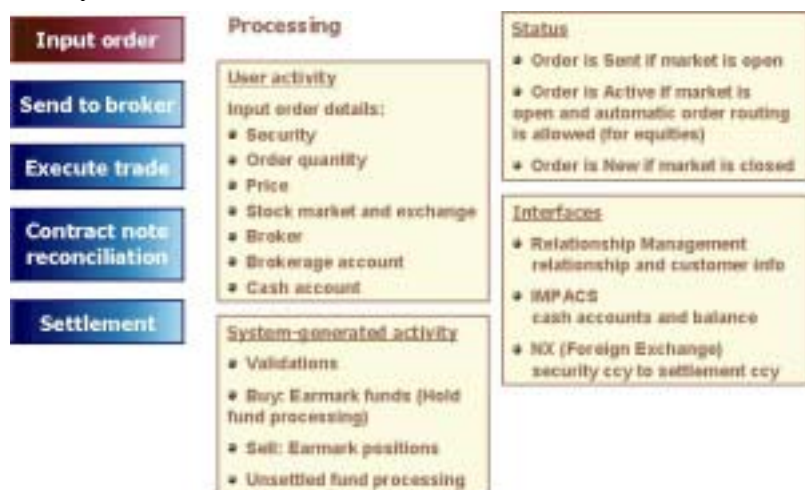 Input order
Send to broker
Execute trade
Contract note
reconciliation
Settlement
Processing
User activity
Input order details:
Security
Order quantity
Price
Stock market and exchange
Broker
Brokerage account
Cash account
System-generated activity
Validations
Buy: Earmark funds (Hold
fund processing)
Sell: Earmark positions
Unsettled fund processing
Status
Order is Sent if market is open
Order is Active if market is
open and automatic order routing
is allowed (for equities)
Order is New if market is closed
Interfaces
Relationship Management
relationship and customer info
IMPACS
cash accounts and balance
NX (Foreign Exchange)
security ccy to settlement ccy